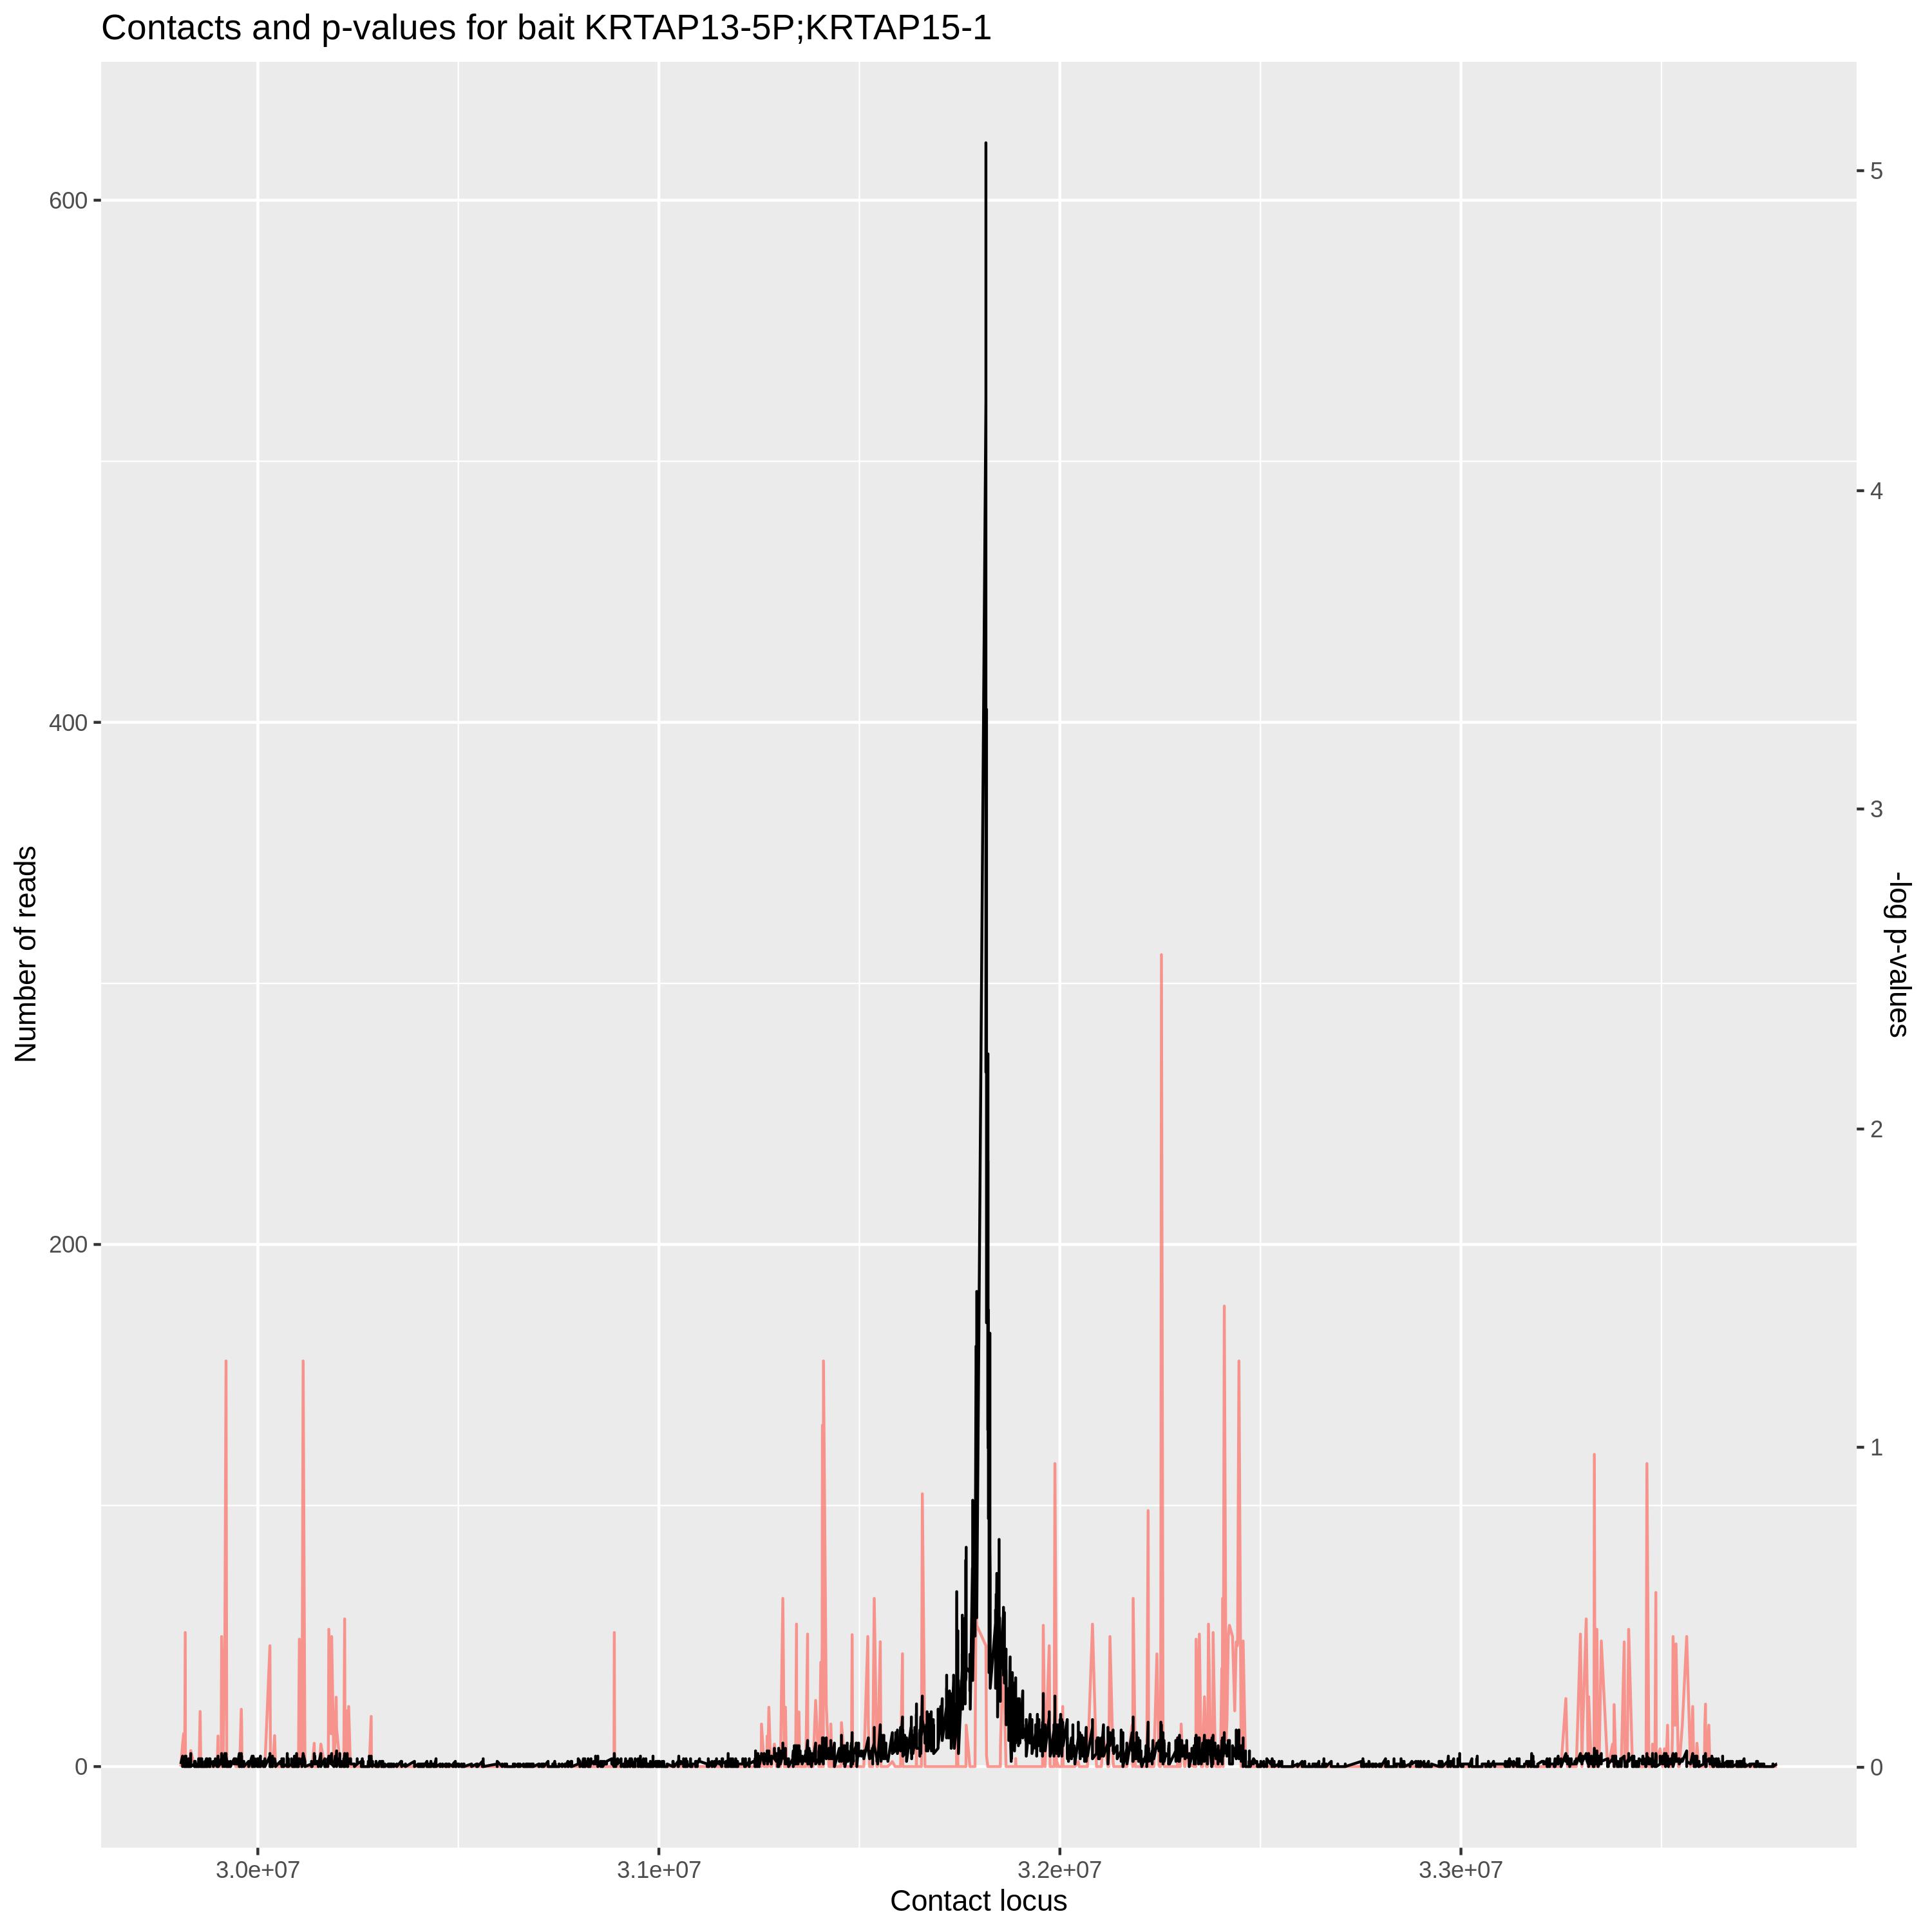 Contacts and p-values for bait KRTAP13-5P;KRTAP15-1
Number of reads
600
400
200
0
-log p-values
5
4
3
2
1
0
3.0e+07
3.1e+07
3.2e+07
3.3e+07
Contact locus